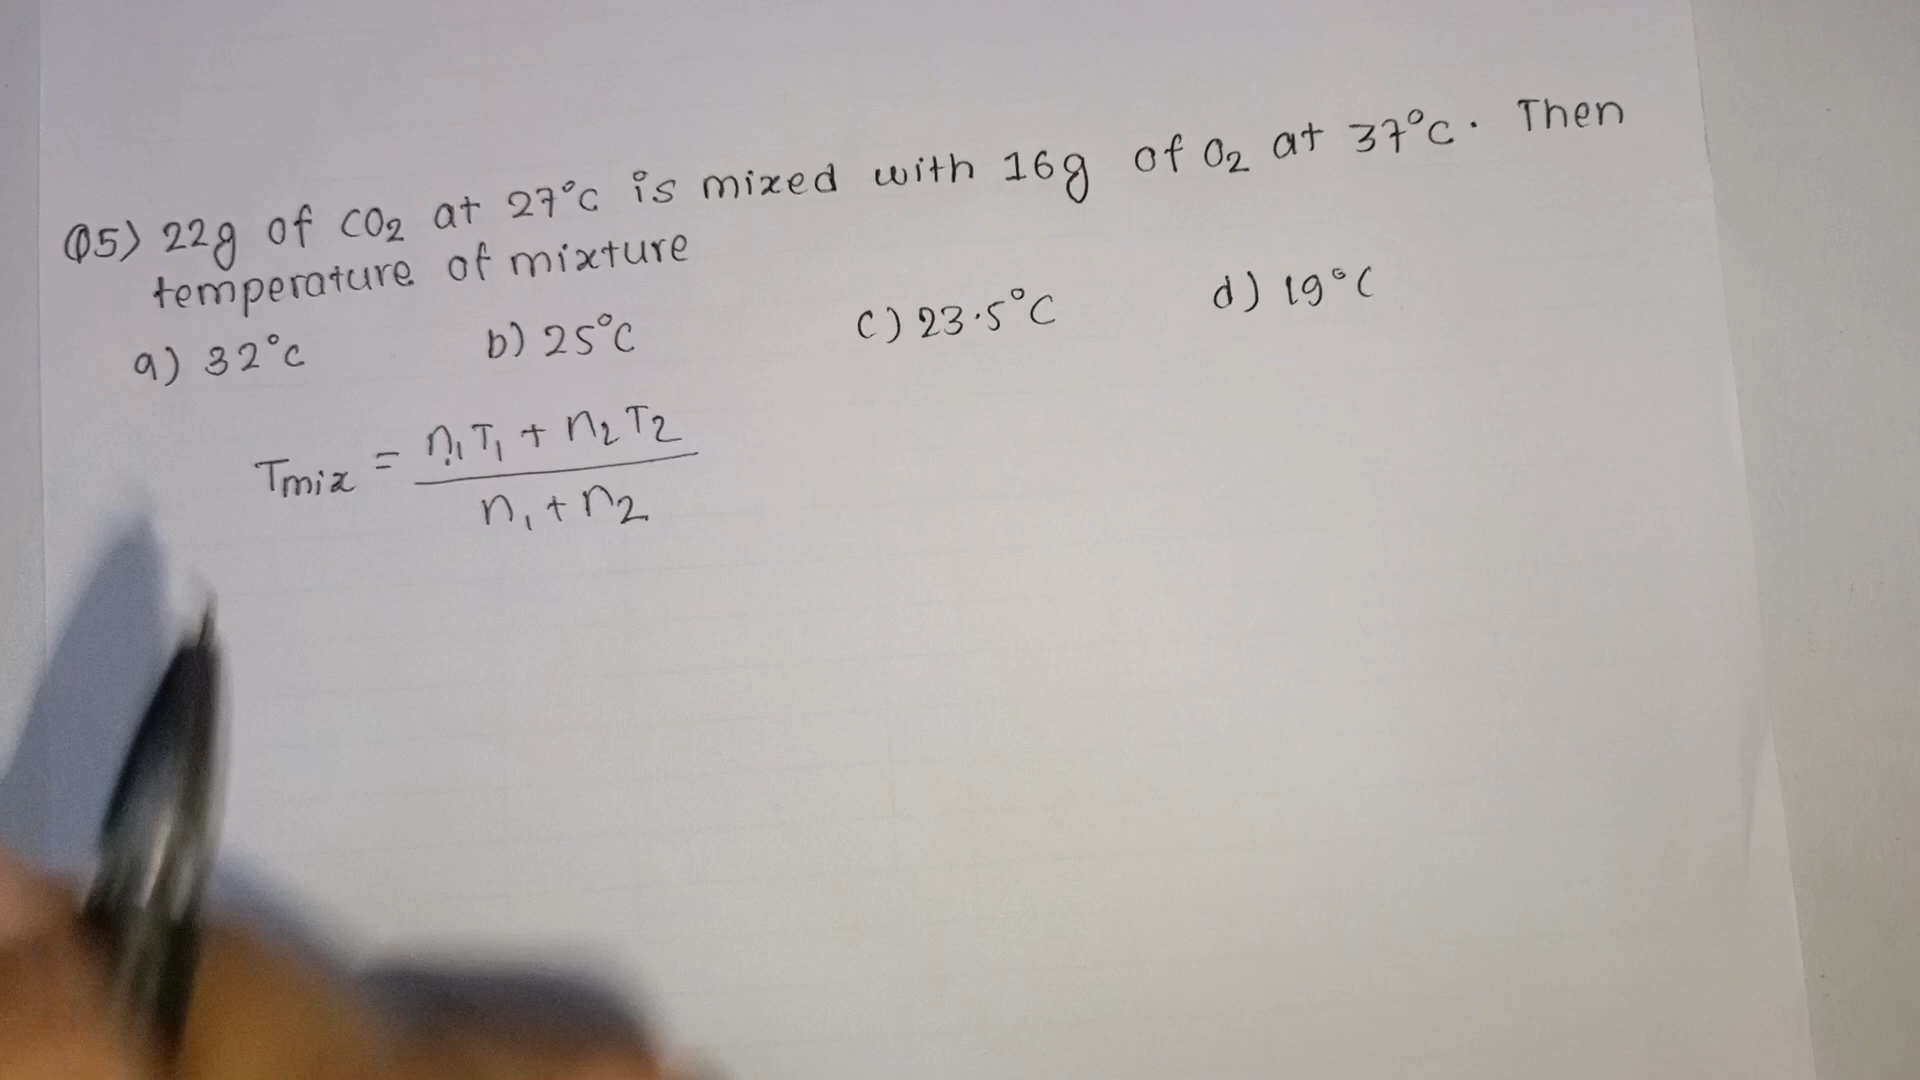 Q5) 22g of CO₂ at 27°C is mixed with 16g of O₂ at 37°C. Then
temperature of mixture
a) 32°C b) 25°C c) 23.5°C d) 19°C
Tmix = (n₁T₁ + n₂T₂) / (n₁ + n₂)